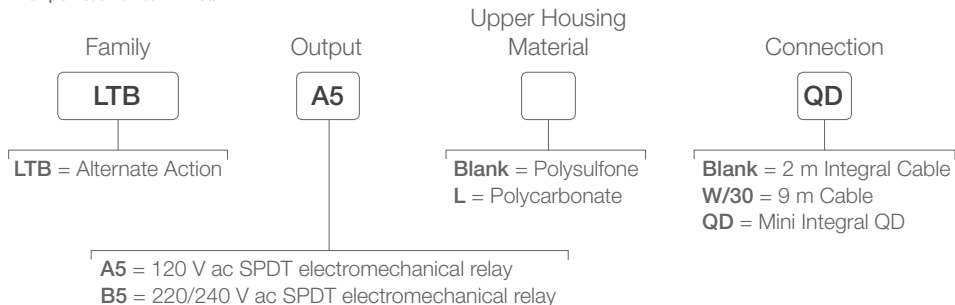 Family
Output
Upper Housing
Material
Connection
LTB
A5
QD
LTB = Alternate Action
Blank = Polysulfone
L = Polycarbonate
Blank = 2 m Integral Cable
W/30 = 9 m Cable
QD = Mini Integral QD
A5 = 120 V ac SPDT electromechanical relay
B5 = 220/240 V ac SPDT electromechanical relay